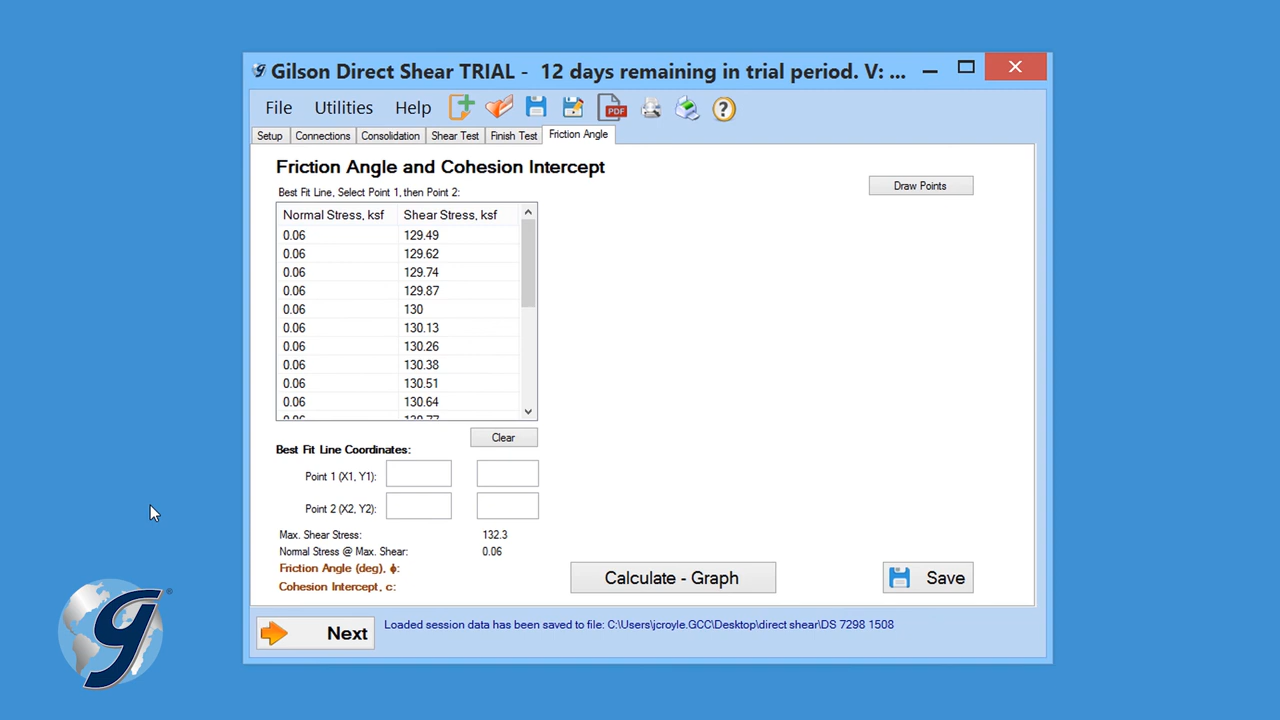 Gilson Direct Shear TRIAL - 12 days remaining in trial period. V: ...
File Utilities Help PDF ?
Setup Connections Consolidation Shear Test Finish Test Friction Angle
Friction Angle and Cohesion Intercept
Best Fit Line, Select Point 1, then Point 2:
Draw Points
Normal Stress, ksf Shear Stress, ksf
0.06 129.49
0.06 129.62
0.06 129.74
0.06 129.87
0.06 130
0.06 130.13
0.06 130.26
0.06 130.38
0.06 130.51
0.06 130.64
0.06 130.77
Clear
Best Fit Line Coordinates:
Point 1 (X1, Y1):
Point 2 (X2, Y2):
Max. Shear Stress: 132.3
Normal Stress @ Max. Shear: 0.06
Friction Angle (deg), ϕ:
Cohesion Intercept, c:
Calculate - Graph
Save
Next
Loaded session data has been saved to file: C:\Users\jcroyle.GCC\Desktop\direct shear\DS 7298 1508
g®